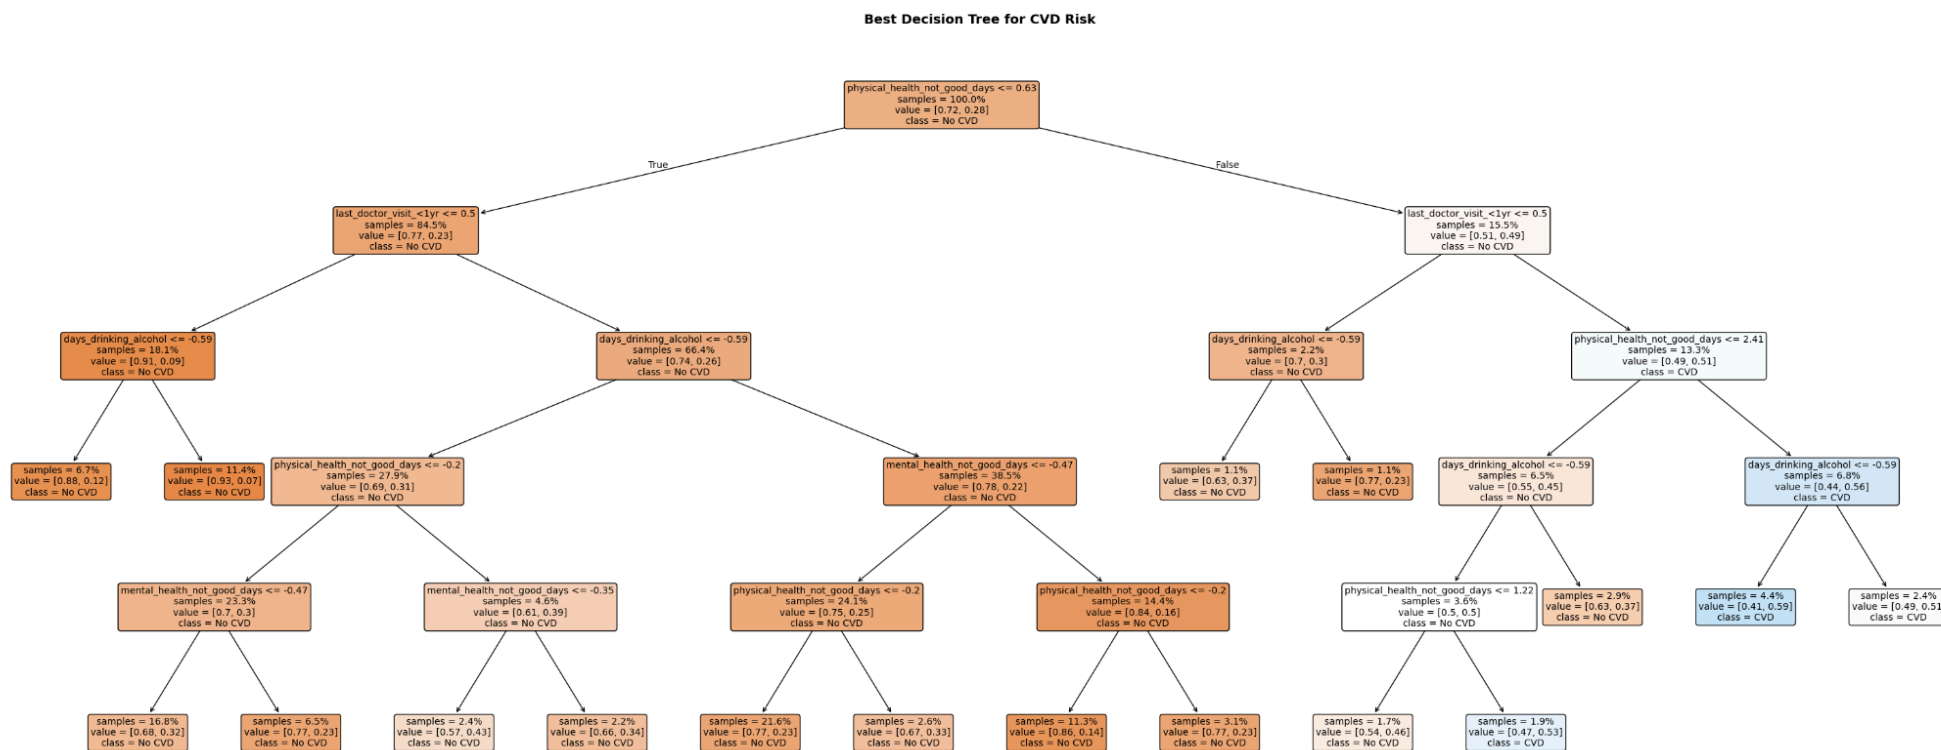 Best Decision Tree for CVD Risk
physical_health_not_good_days <= 0.63
samples = 100.0%
value = [0.72, 0.28]
class = No CVD
True
False
last_doctor_visit_<1yr <= 0.5
samples = 84.5%
value = [0.77, 0.23]
class = No CVD
last_doctor_visit_<1yr <= 0.5
samples = 15.5%
value = [0.51, 0.49]
class = No CVD
days_drinking_alcohol <= -0.59
samples = 18.1%
value = [0.91, 0.09]
class = No CVD
days_drinking_alcohol <= -0.59
samples = 66.4%
value = [0.74, 0.26]
class = No CVD
days_drinking_alcohol <= -0.59
samples = 2.2%
value = [0.7, 0.3]
class = No CVD
physical_health_not_good_days <= 2.41
samples = 13.3%
value = [0.49, 0.51]
class = CVD
samples = 6.7%
value = [0.88, 0.12]
class = No CVD
samples = 11.4%
value = [0.93, 0.07]
class = No CVD
physical_health_not_good_days <= -0.2
samples = 27.9%
value = [0.69, 0.31]
class = No CVD
mental_health_not_good_days <= -0.47
samples = 38.5%
value = [0.78, 0.22]
class = No CVD
samples = 1.1%
value = [0.63, 0.37]
class = No CVD
samples = 1.1%
value = [0.77, 0.23]
class = No CVD
days_drinking_alcohol <= -0.59
samples = 6.5%
value = [0.55, 0.45]
class = No CVD
days_drinking_alcohol <= -0.59
samples = 6.8%
value = [0.44, 0.56]
class = CVD
mental_health_not_good_days <= -0.47
samples = 23.3%
value = [0.7, 0.3]
class = No CVD
mental_health_not_good_days <= -0.35
samples = 4.6%
value = [0.61, 0.39]
class = No CVD
physical_health_not_good_days <= -0.2
samples = 24.1%
value = [0.75, 0.25]
class = No CVD
physical_health_not_good_days <= -0.2
samples = 14.4%
value = [0.84, 0.16]
class = No CVD
physical_health_not_good_days <= 1.22
samples = 3.6%
value = [0.5, 0.5]
class = No CVD
samples = 2.9%
value = [0.63, 0.37]
class = No CVD
samples = 4.4%
value = [0.41, 0.59]
class = CVD
samples = 2.4%
value = [0.49, 0.51]
class = CVD
samples = 16.8%
value = [0.68, 0.32]
class = No CVD
samples = 6.5%
value = [0.77, 0.23]
class = No CVD
samples = 2.4%
value = [0.57, 0.43]
class = No CVD
samples = 2.2%
value = [0.66, 0.34]
class = No CVD
samples = 21.6%
value = [0.77, 0.23]
class = No CVD
samples = 2.6%
value = [0.67, 0.33]
class = No CVD
samples = 11.3%
value = [0.86, 0.14]
class = No CVD
samples = 3.1%
value = [0.77, 0.23]
class = No CVD
samples = 1.7%
value = [0.54, 0.46]
class = No CVD
samples = 1.9%
value = [0.47, 0.53]
class = CVD